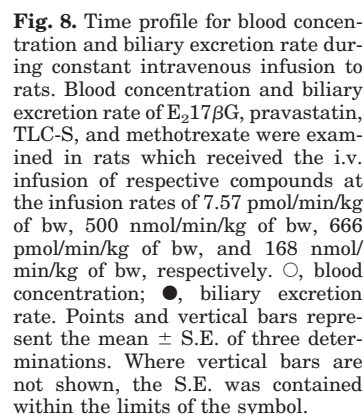 Fig. 8. Time profile for blood concen-
tration and biliary excretion rate dur-
ing constant intravenous infusion to
rats. Blood concentration and biliary
excretion rate of E₂17βG, pravastatin,
TLC-S, and methotrexate were exam-
ined in rats which received the i.v.
infusion of respective compounds at
the infusion rates of 7.57 pmol/min/kg
of bw, 500 nmol/min/kg of bw, 666
pmol/min/kg of bw, and 168 nmol/
min/kg of bw, respectively. ○, blood
concentration; ●, biliary excretion
rate. Points and vertical bars repre-
sent the mean ± S.E. of three deter-
minations. Where vertical bars are
not shown, the S.E. was contained
within the limits of the symbol.